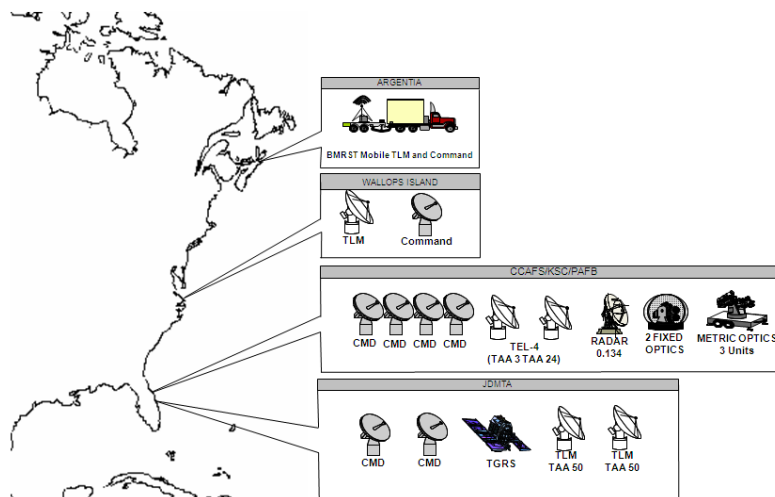 ARGENTIA
BMRST Mobile TLM and Command
WALLOPS ISLAND
TLM
Command
CCAFS/KSC/PAFB
CMD CMD CMD CMD
TEL-4
(TAA 3 TAA 24)
RADAR
0.134
2 FIXED
OPTICS
METRIC OPTICS
3 Units
JDMTA
CMD
CMD
TGRS
TLM
TAA 50
TLM
TAA 50